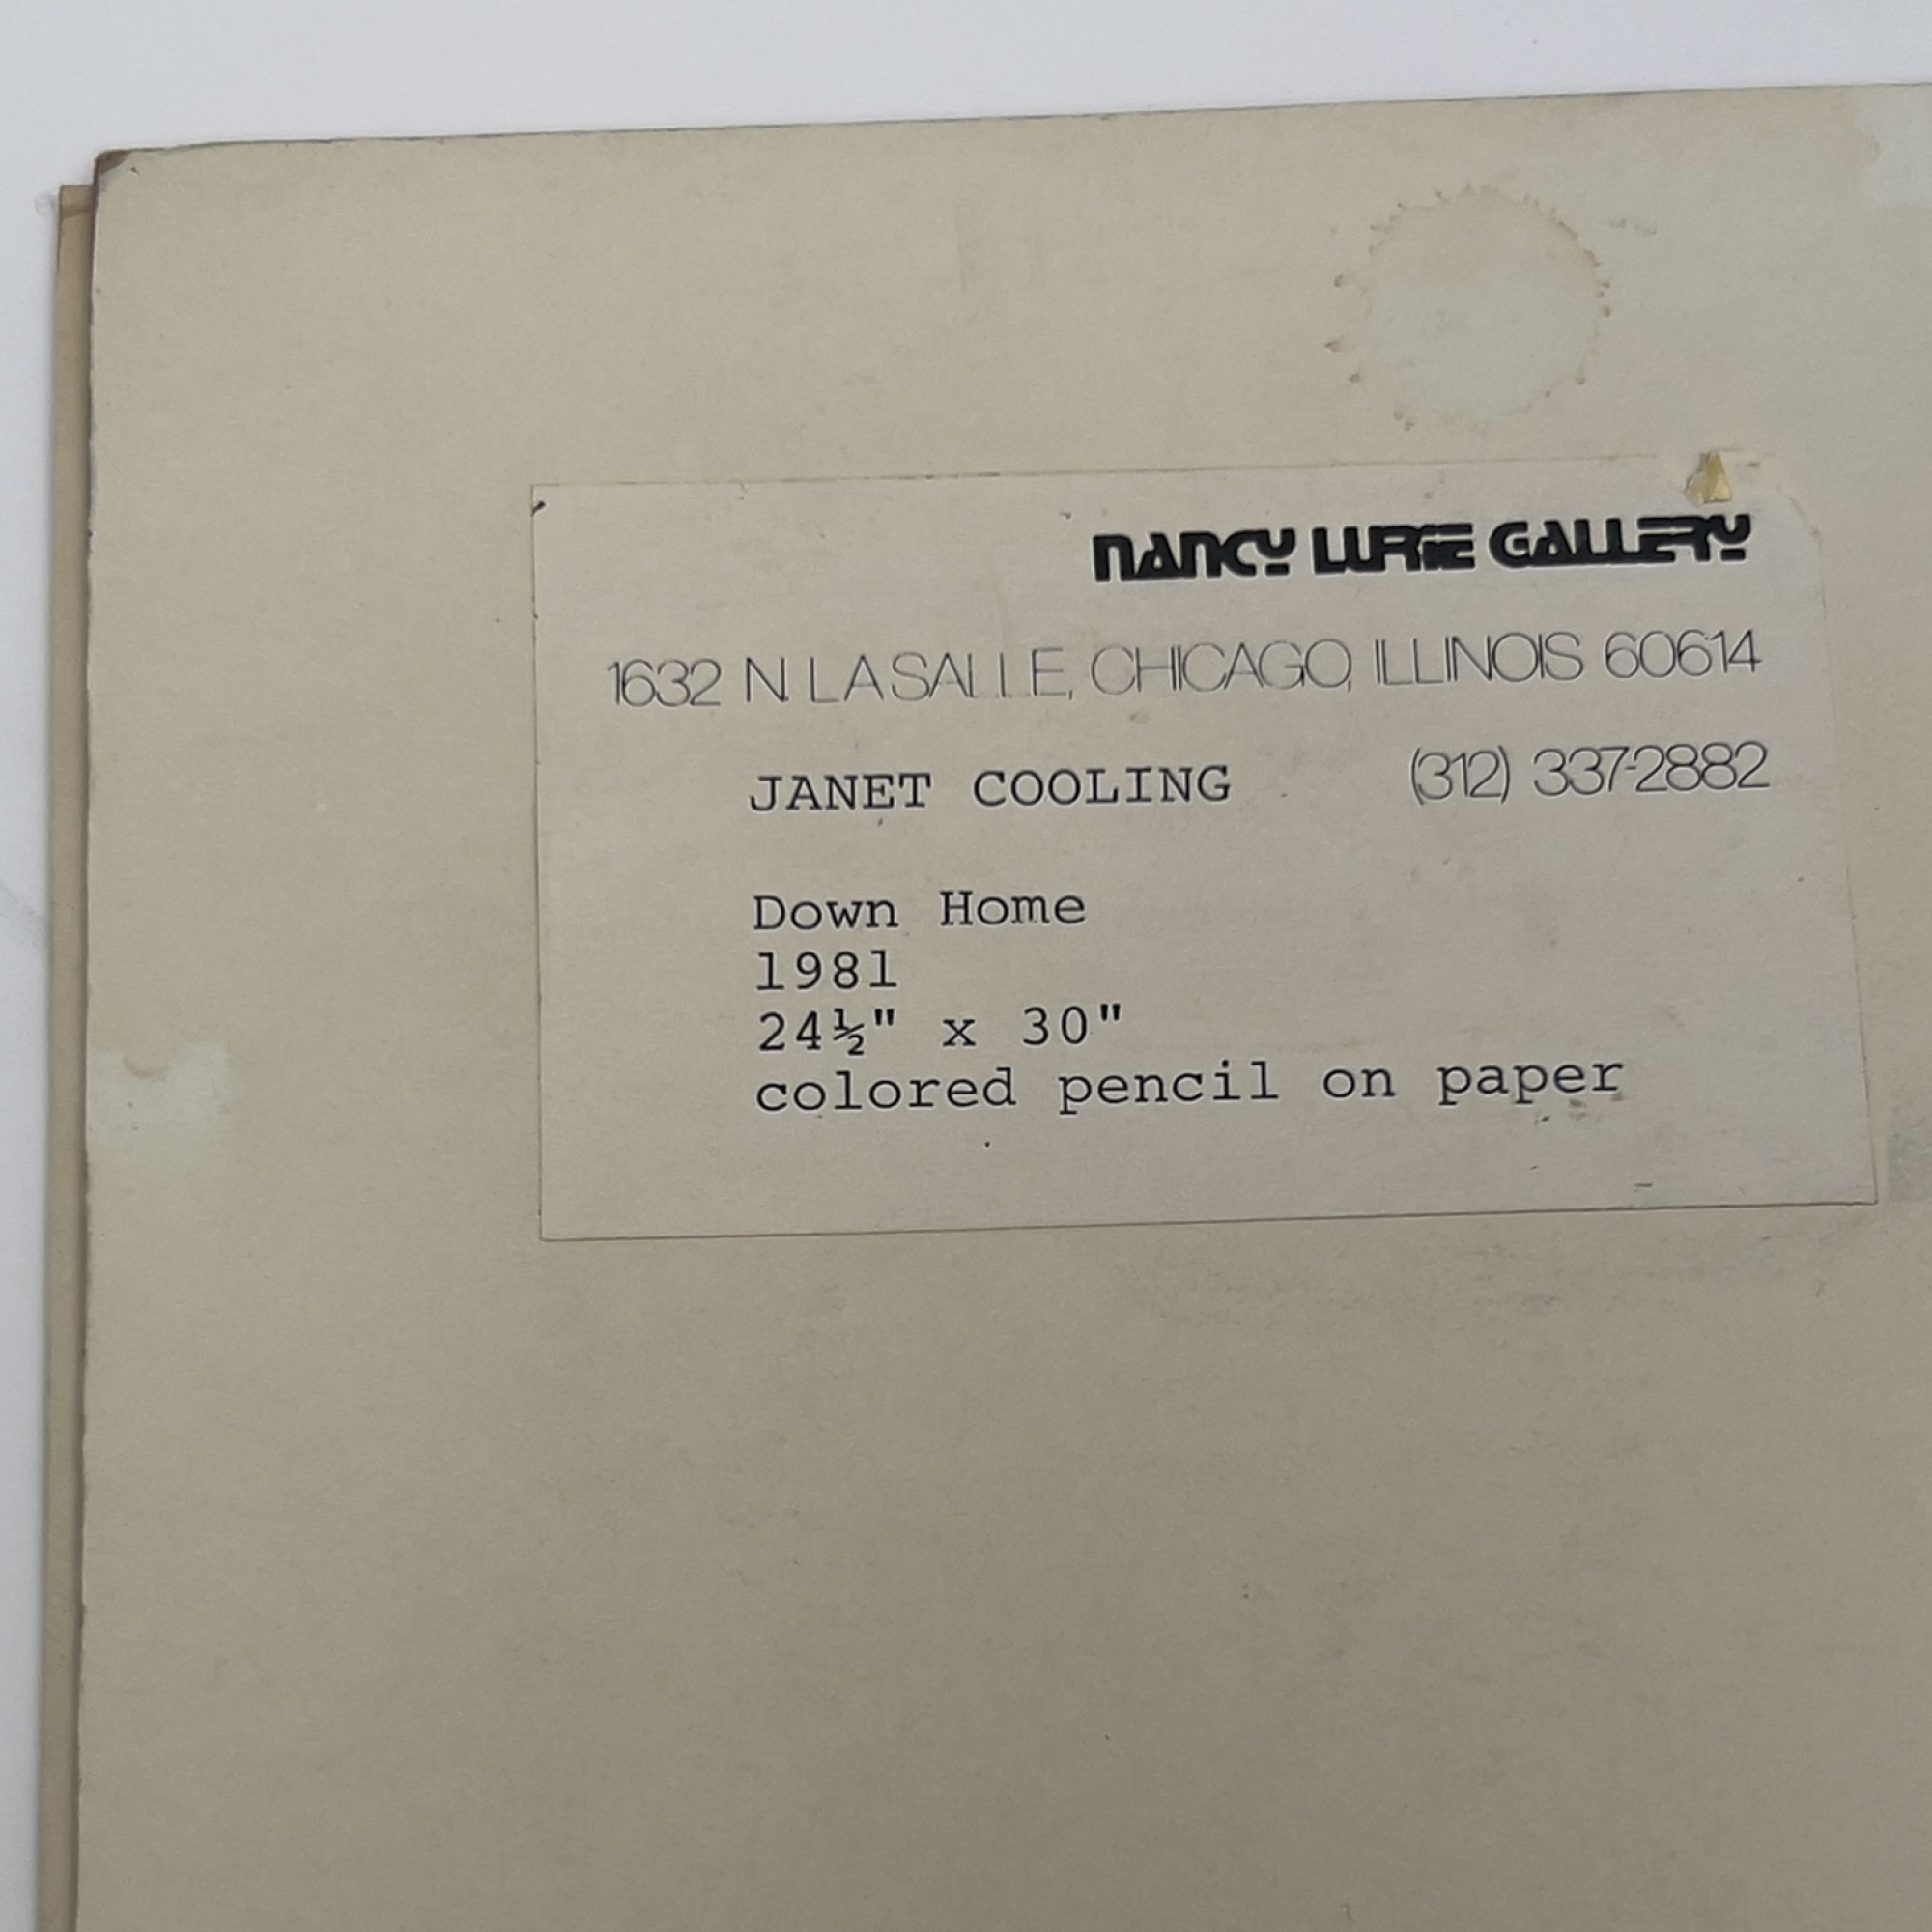 NANCY LURIE GALLERY
1632 N LASALLE, CHICAGO, ILLINOIS 60614
JANET COOLING (312) 337-2882
Down Home
1981
24½" x 30"
colored pencil on paper